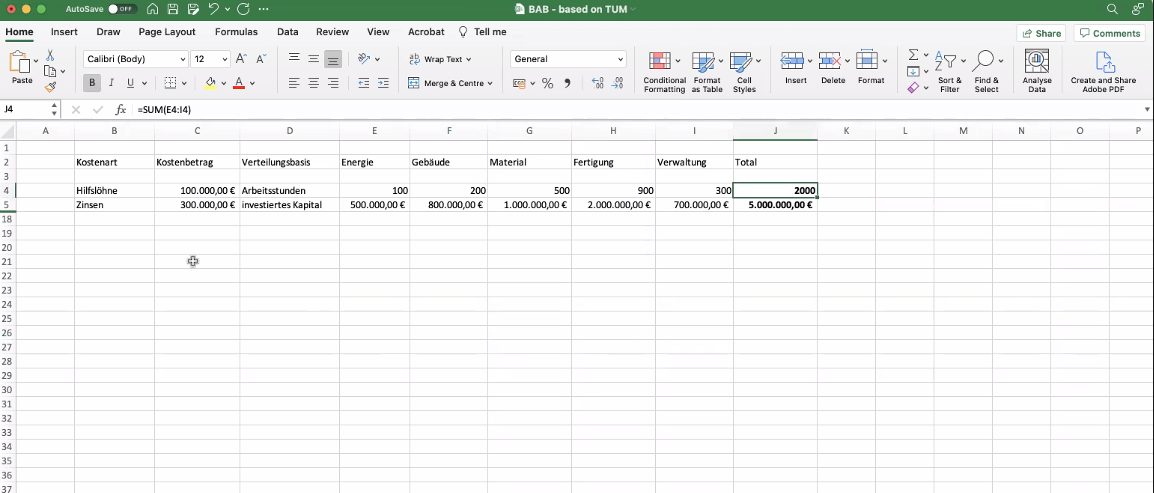 AutoSave OFF BAB - based on TUM
Home Insert Draw Page Layout Formulas Data Review View Acrobat Tell me Share Comments
Calibri (Body) 12 A A Wrap Text General
Paste B I U A Merge & Centre % Conditional Formatting Format as Table Cell Styles Insert Delete Format Sort & Filter Find & Select Analyse Data Create and Share Adobe PDF
J4 fx =SUM(E4:I4)
A B C D E F G H I J K L M N O P
1
2 Kostenart Kostenbetrag Verteilungsbasis Energie Gebäude Material Fertigung Verwaltung Total
3
4 Hilfslöhne 100.000,00 € Arbeitsstunden 100 200 500 900 300 2000
5 Zinsen 300.000,00 € investiertes Kapital 500.000,00 € 800.000,00 € 1.000.000,00 € 2.000.000,00 € 700.000,00 € 5.000.000,00 €
18
19
20
21
22
23
24
25
26
27
28
29
30
31
32
33
34
35
36
37